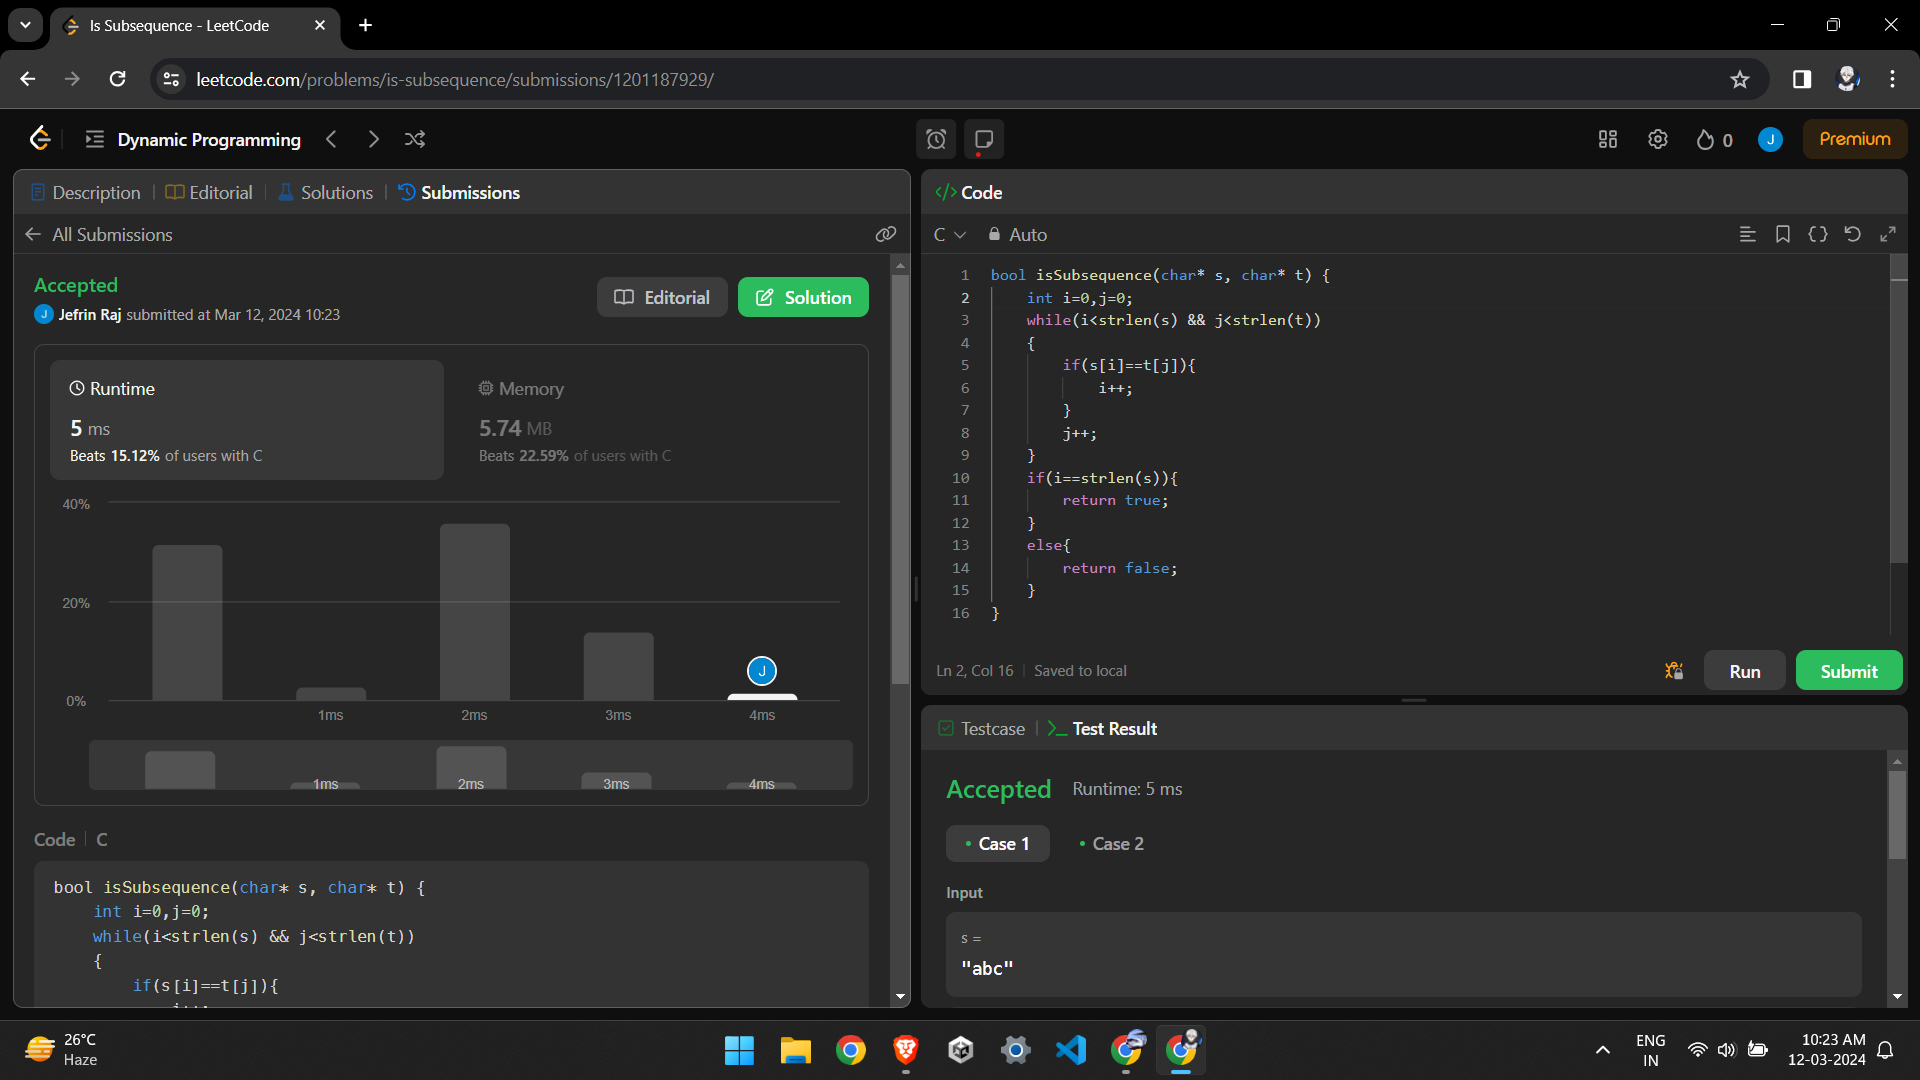 Is Subsequence - LeetCode
leetcode.com/problems/is-subsequence/submissions/1201187929/
Dynamic Programming
0
J
Premium
Description
Editorial
Solutions
Submissions
All Submissions
Accepted
Editorial
Solution
J
Jefrin Raj submitted at Mar 12, 2024 10:23
Runtime
5 ms
Beats 15.12% of users with C
Memory
5.74 MB
Beats 22.59% of users with C
40%
20%
0%
J
1ms
2ms
3ms
4ms
1ms
2ms
3ms
4ms
Code
C
bool isSubsequence(char* s, char* t) {
int i=0,j=0;
while(i<strlen(s) && j<strlen(t))
{
if(s[i]==t[j]){
</> Code
C
Auto
1 bool isSubsequence(char* s, char* t) {
2 int i=0,j=0;
3 while(i<strlen(s) && j<strlen(t))
4 {
5 if(s[i]==t[j]){
6 i++;
7 }
8 j++;
9 }
10 if(i==strlen(s)){
11 return true;
12 }
13 else{
14 return false;
15 }
16 }
Ln 2, Col 16
Saved to local
Run
Submit
Testcase
Test Result
Accepted
Runtime: 5 ms
Case 1
Case 2
Input
s =
"abc"
26°C
Haze
ENG
IN
10:23 AM
12-03-2024